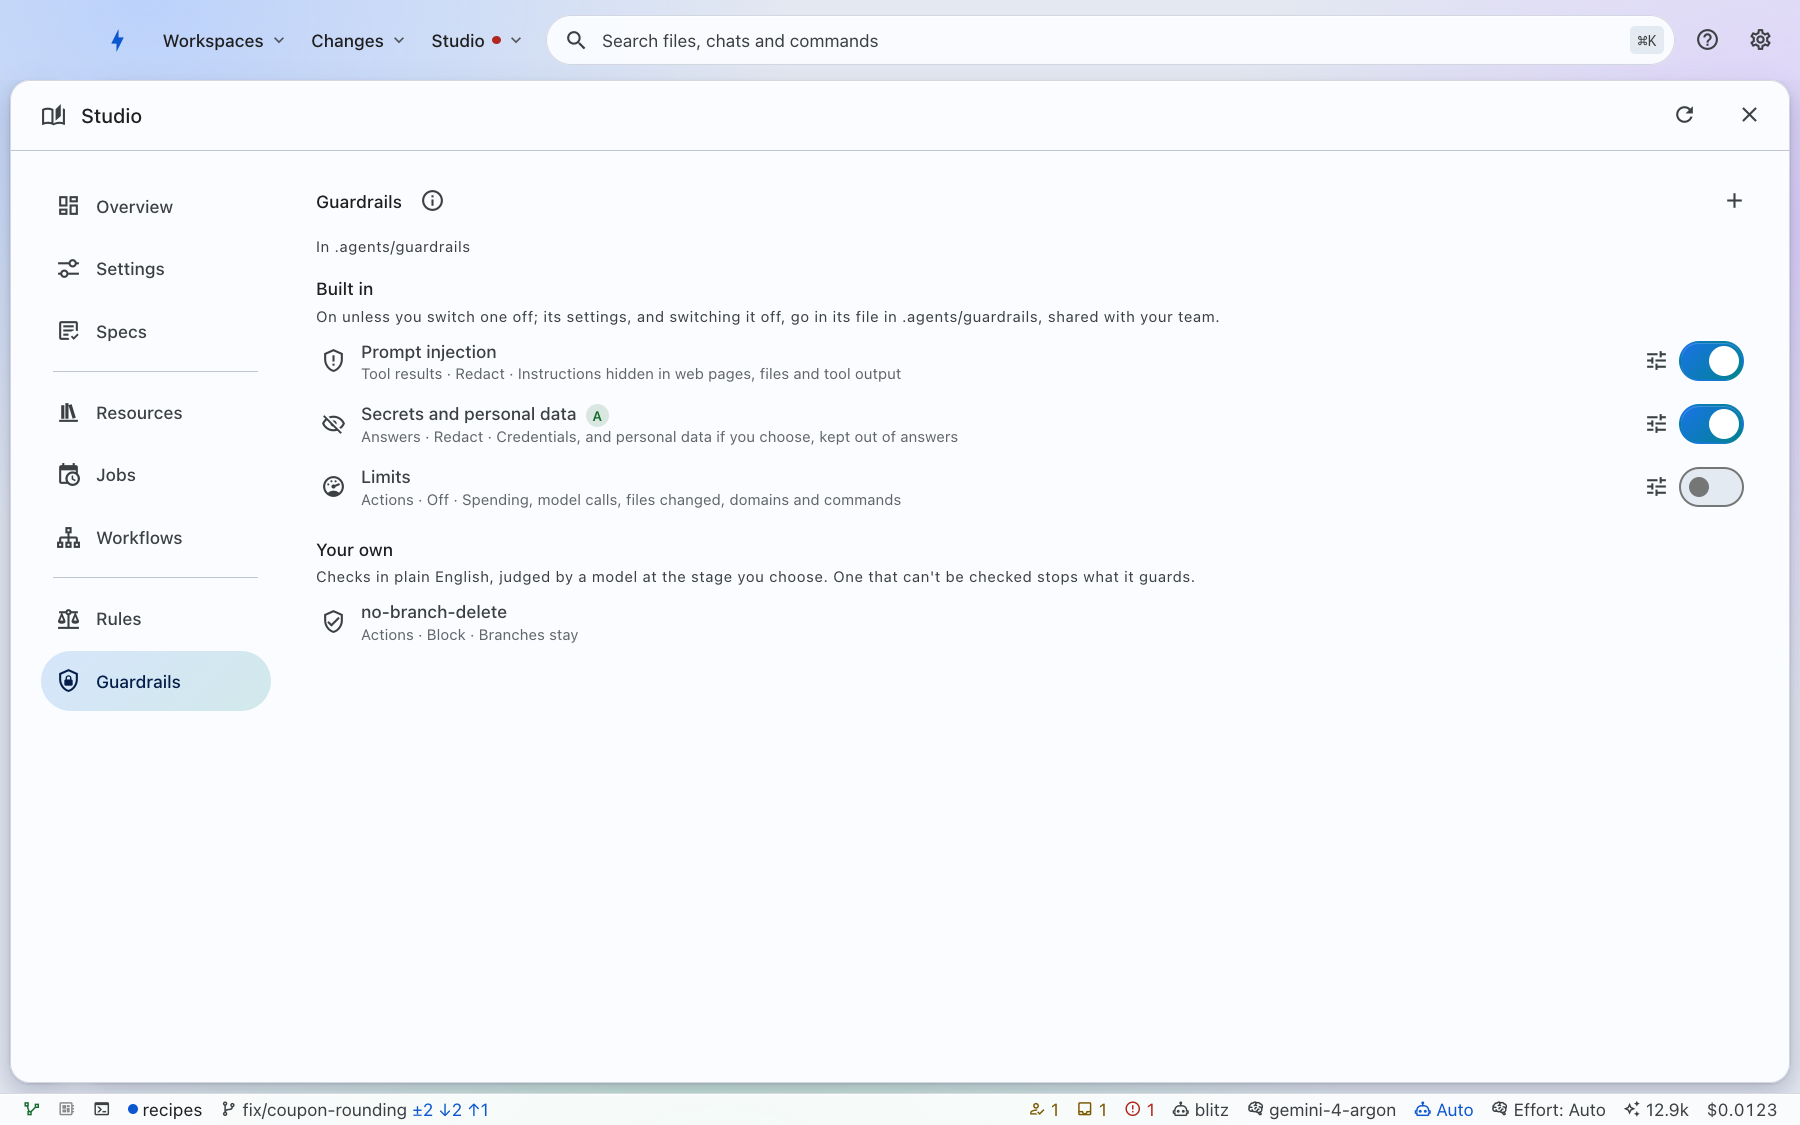 Workspaces
Changes
Studio
Search files, chats and commands
⌘K
Studio
Overview
Settings
Specs
Resources
Jobs
Workflows
Rules
Guardrails
Guardrails
In .agents/guardrails
Built in
On unless you switch one off; its settings, and switching it off, go in its file in .agents/guardrails, shared with your team.
Prompt injection
Tool results · Redact · Instructions hidden in web pages, files and tool output
Secrets and personal data A
Answers · Redact · Credentials, and personal data if you choose, kept out of answers
Limits
Actions · Off · Spending, model calls, files changed, domains and commands
Your own
Checks in plain English, judged by a model at the stage you choose. One that can't be checked stops what it guards.
no-branch-delete
Actions · Block · Branches stay
recipes fix/coupon-rounding ±2 ↓2 ↑1 1 1 1 blitz gemini-4-argon Auto Effort: Auto 12.9k $0.0123